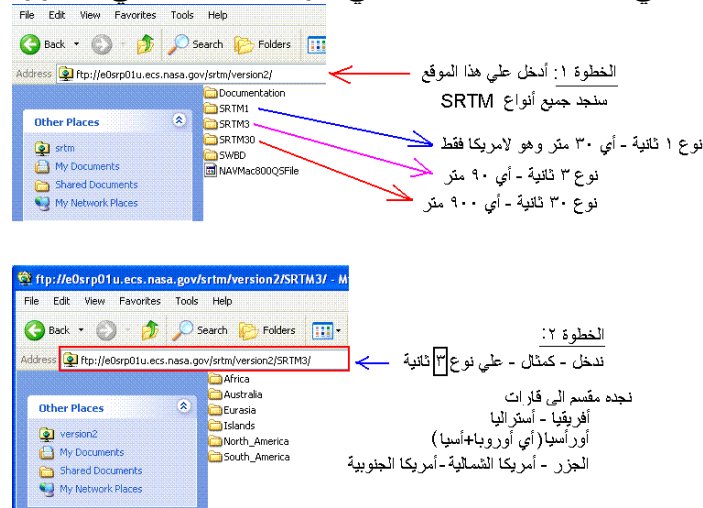 File Edit View Favorites Tools Help
Back Search Folders
Address ftp://e0srp01u.ecs.nasa.gov/srtm/version2/
Documentation
SRTM1
SRTM3
SRTM30
SWBD
NAVMac800QSFile
Other Places
srtm
My Documents
Shared Documents
My Network Places
الخطوة ١: أدخل علي هذا الموقع
سنجد جميع أنواع SRTM
نوع ١ ثانية - أي ٣٠ متر وهو لامريكا فقط
نوع ٣ ثانية - أي ٩٠ متر
نوع ٣٠ ثانية - أي ٩٠٠ متر
ftp://e0srp01u.ecs.nasa.gov/srtm/version2/SRTM3/ - M
File Edit View Favorites Tools Help
Back Search Folders
Address ftp://e0srp01u.ecs.nasa.gov/srtm/version2/SRTM3/
Africa
Australia
Eurasia
Islands
North_America
South_America
Other Places
version2
My Documents
Shared Documents
My Network Places
الخطوة ٢:
ندخل - كمثال - علي نوع ٣ ثانية
نجده مقسم الى قارات
أفريقيا - أستراليا
أورأسيا(أي أوروبا+أسيا)
الجزر - أمريكا الشمالية-أمريكا الجنوبية